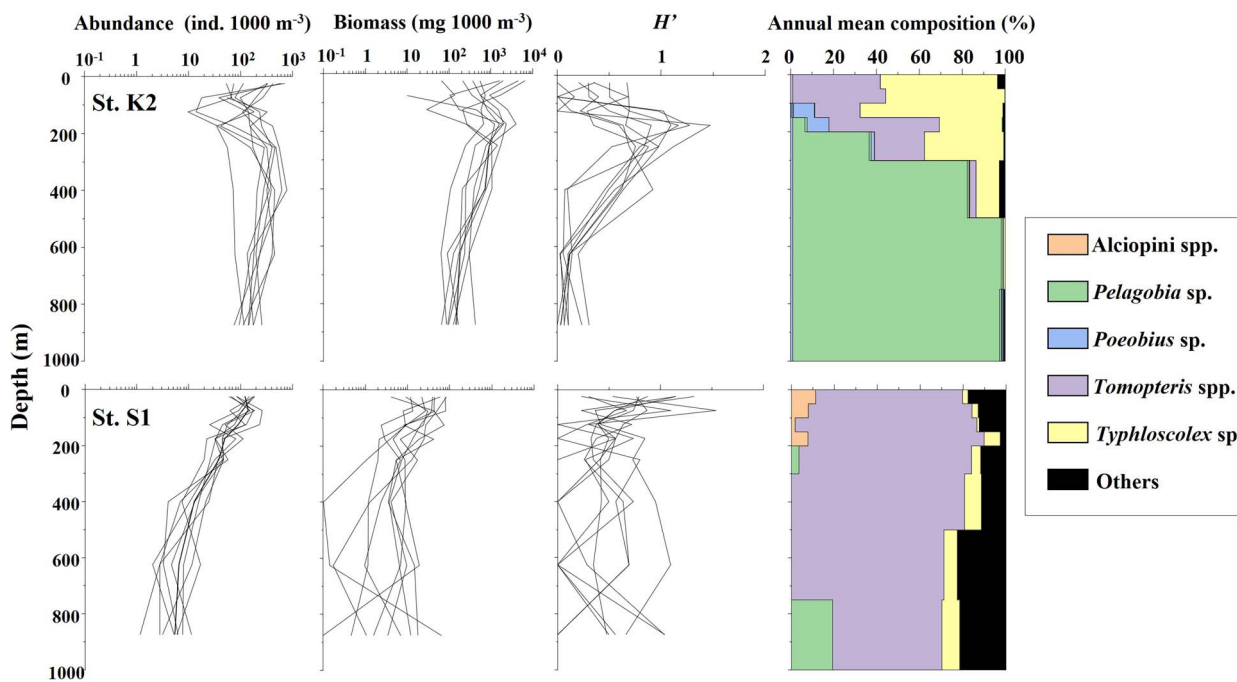 Abundance (ind. 1000 m-3) Biomass (mg 1000 m-3) H’ Annual mean composition (%)
10-1 1 10 10² 10³ 10-1 1 10 10² 10³ 10⁴ 0 1 2 0 20 40 60 80 100
0
St. K2
200
400
600
800
1000
Depth (m)
0
St. S1
200
400
600
800
1000
Alciopini spp.
Pelagobia sp.
Poeobius sp.
Tomopteris spp.
Typhloscolex sp
Others